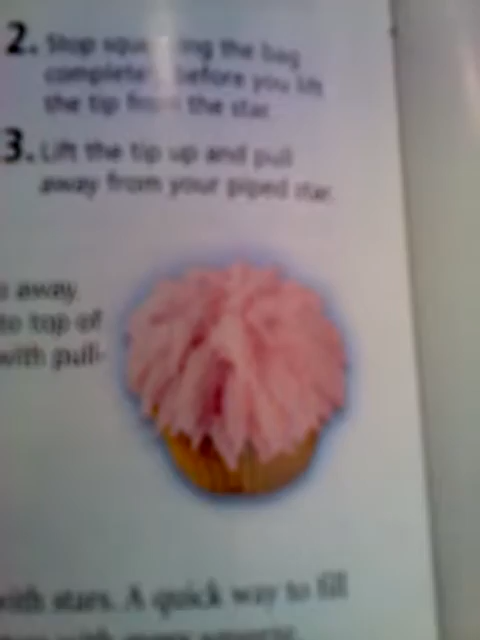 2. Stop squeezing the bag
completely before you lift
the tip from the star.
3. Lift the tip up and pull
away from your piped star.
away
to top of
with pull-
with stars. A quick way to fill